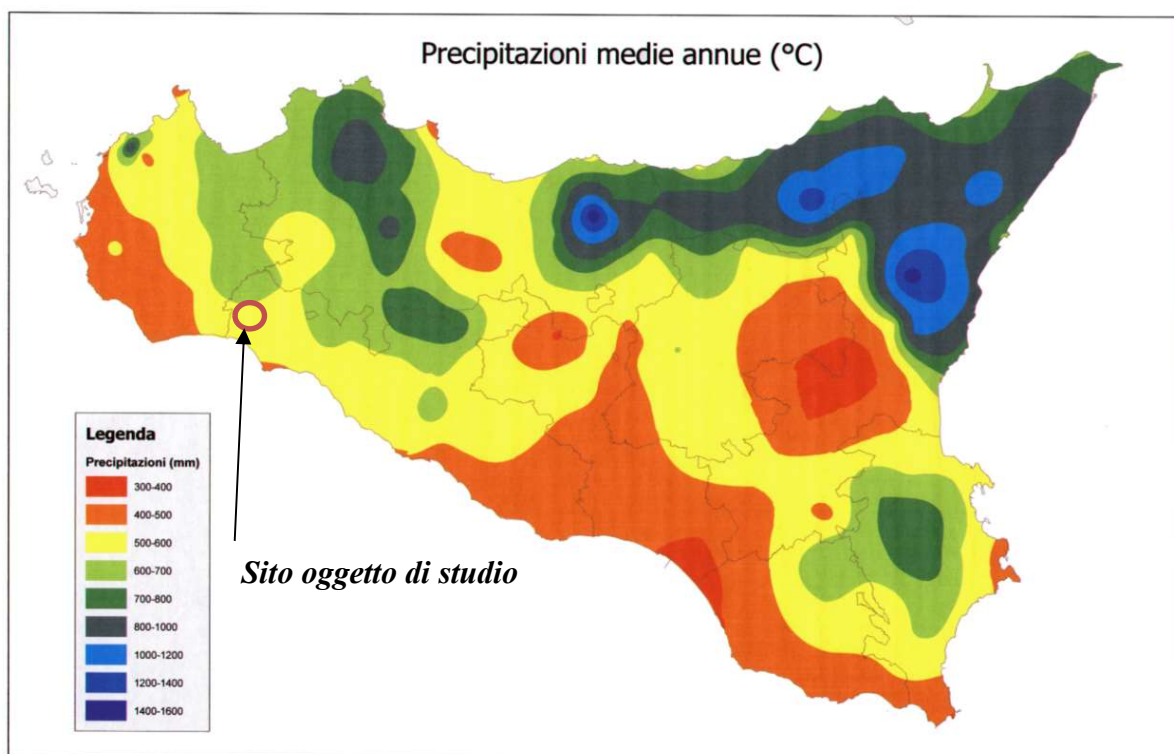 Precipitazioni medie annue (°C)
Legenda
Precipitazioni (mm)
300-400
400-500
500-600
600-700
700-800
800-1000
1000-1200
1200-1400
1400-1600
Sito oggetto di studio